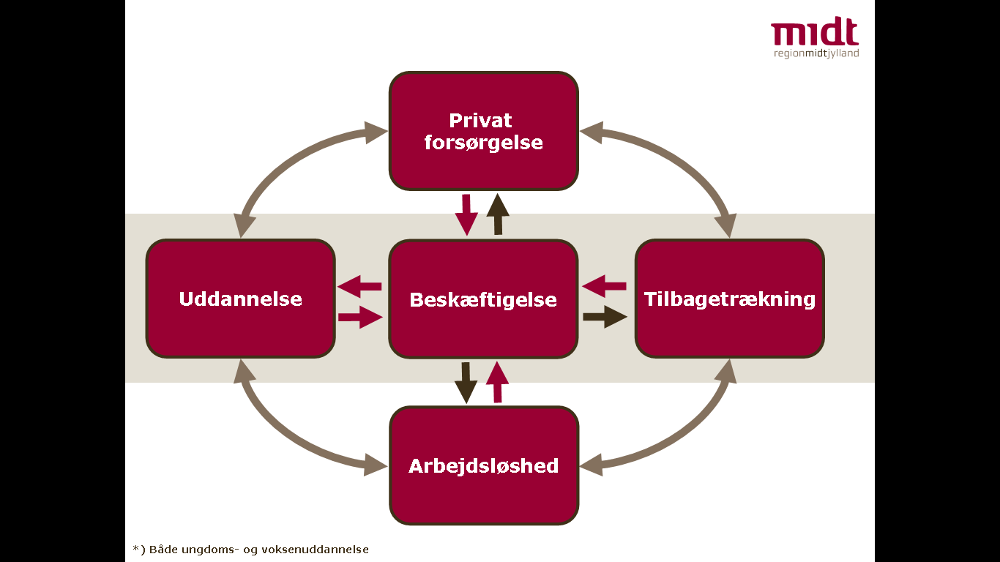 midt
regionmidtjylland
Privat
forsørgelse
Uddannelse
Beskæftigelse
Tilbagetrækning
Arbejdsløshed
*) Både ungdoms- og voksenuddannelse